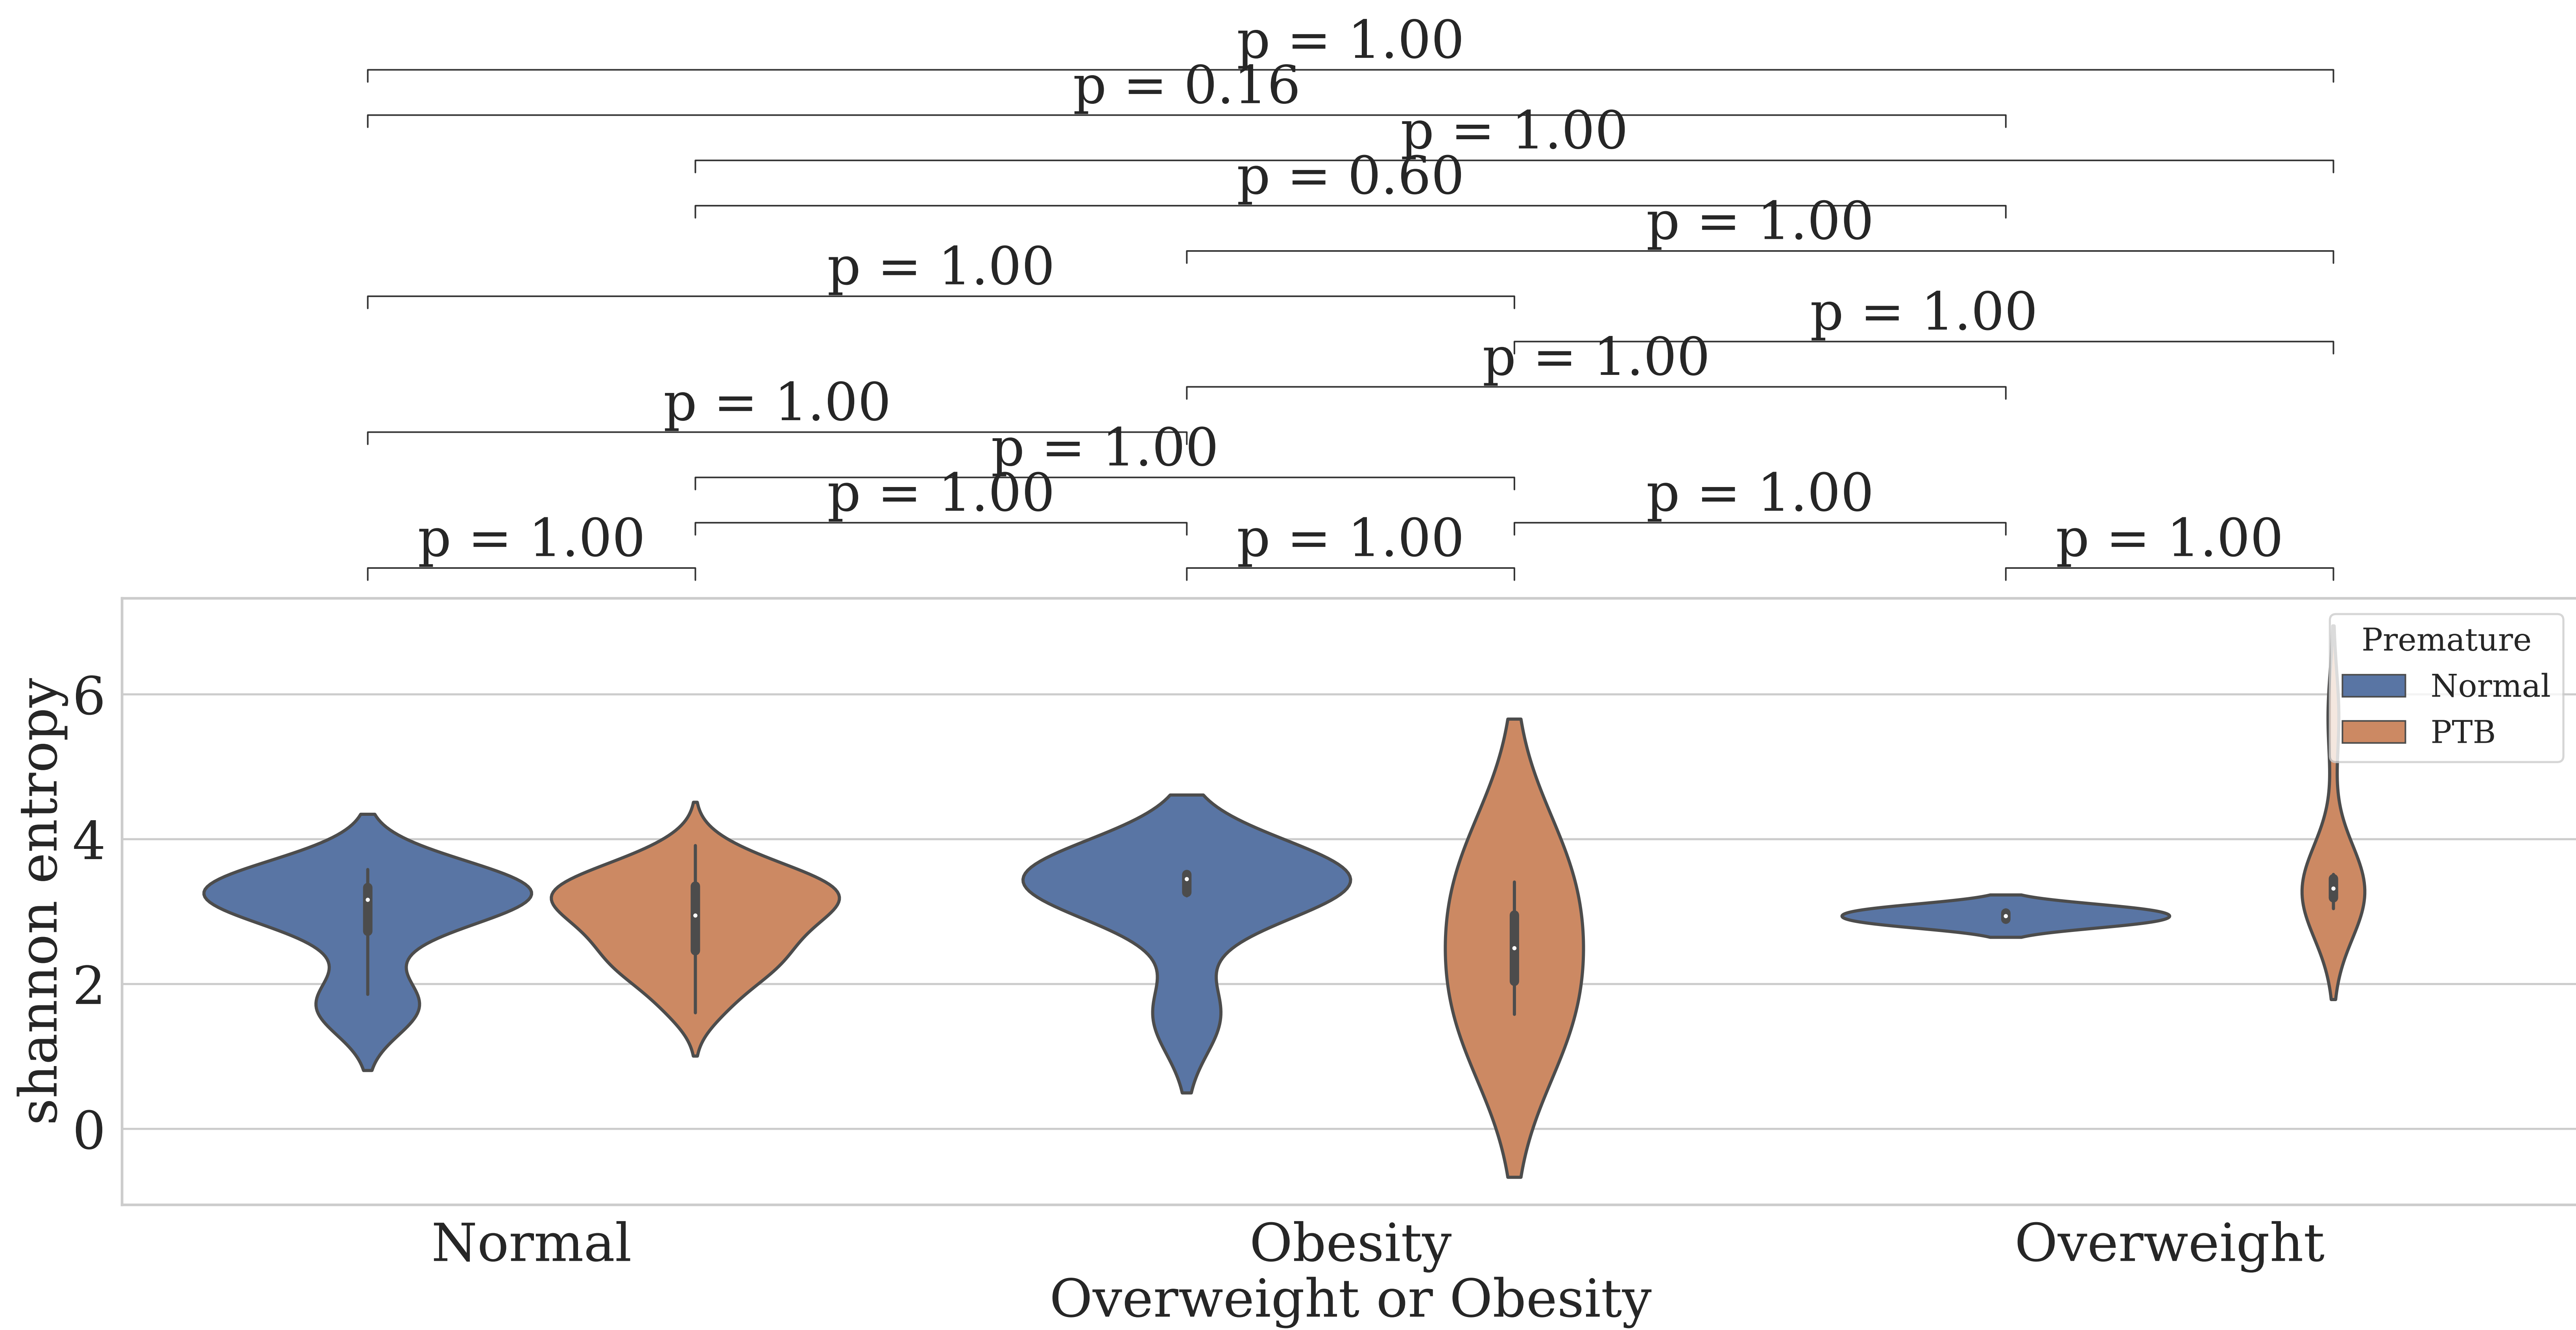 p = 1.00
p = 0.16
p = 1.00
p = 0.60
p = 1.00
p = 1.00
p = 1.00
p = 1.00
p = 1.00
p = 1.00
p = 1.00 p = 1.00
p = 1.00 p = 1.00 p = 1.00
Premature
Normal
PTB
shannon entropy
6
4
2
0
Normal Obesity Overweight
Overweight or Obesity